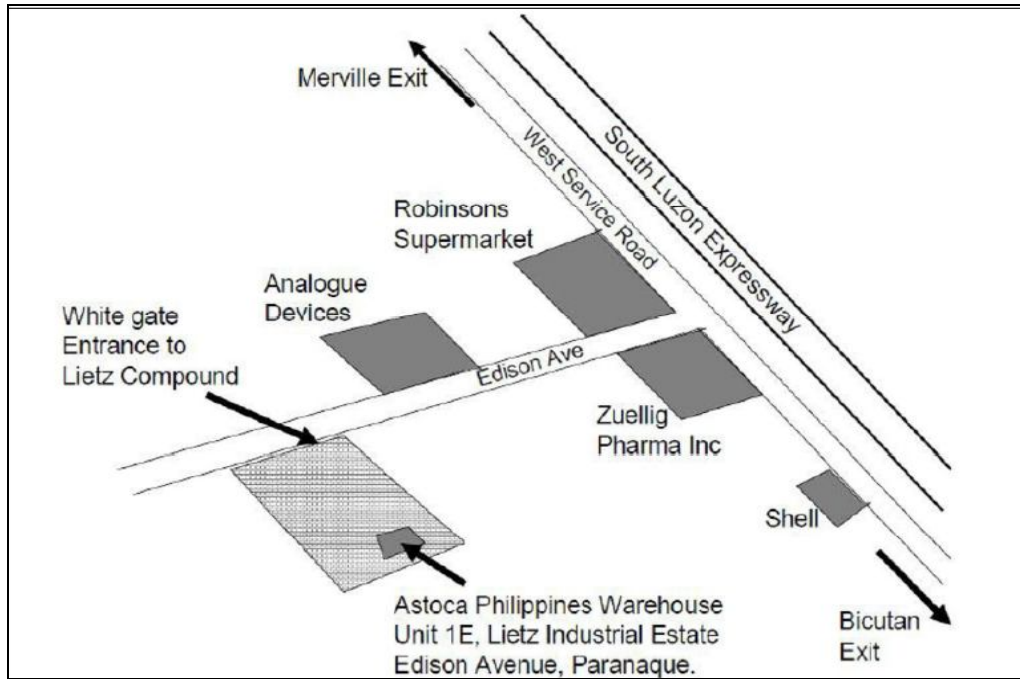 Merville Exit
West Service Road
South Luzon Expressway
Robinsons
Supermarket
Analogue
Devices
White gate
Entrance to
Lietz Compound
Edison Ave
Zuellig
Pharma Inc
Shell
Astoca Philippines Warehouse
Unit 1E, Lietz Industrial Estate
Edison Avenue, Paranaque.
Bicutan
Exit